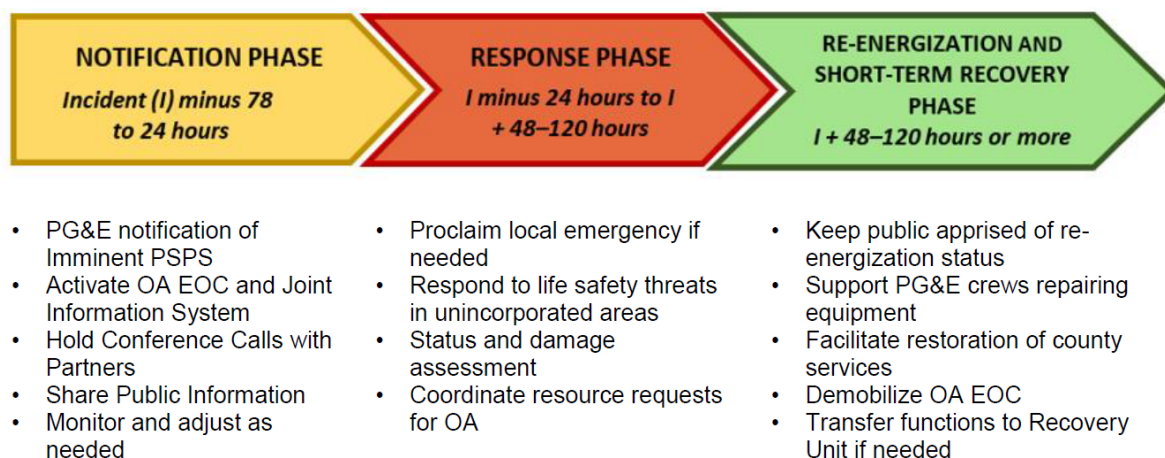 NOTIFICATION PHASE
Incident (I) minus 78
to 24 hours
RESPONSE PHASE
I minus 24 hours to I
+ 48–120 hours
RE-ENERGIZATION AND
SHORT-TERM RECOVERY
PHASE
I + 48–120 hours or more
• PG&E notification of
Imminent PSPS
• Activate OA EOC and Joint
Information System
• Hold Conference Calls with
Partners
• Share Public Information
• Monitor and adjust as
needed
• Proclaim local emergency if
needed
• Respond to life safety threats
in unincorporated areas
• Status and damage
assessment
• Coordinate resource requests
for OA
• Keep public apprised of re-
energization status
• Support PG&E crews repairing
equipment
• Facilitate restoration of county
services
• Demobilize OA EOC
• Transfer functions to Recovery
Unit if needed